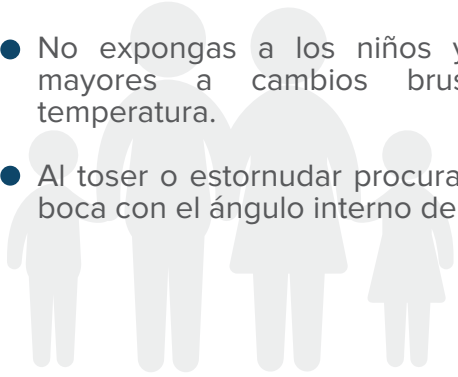 No expongas a los niños y
mayores a cambios brus
temperatura.
Al toser o estornudar procura
boca con el ángulo interno de